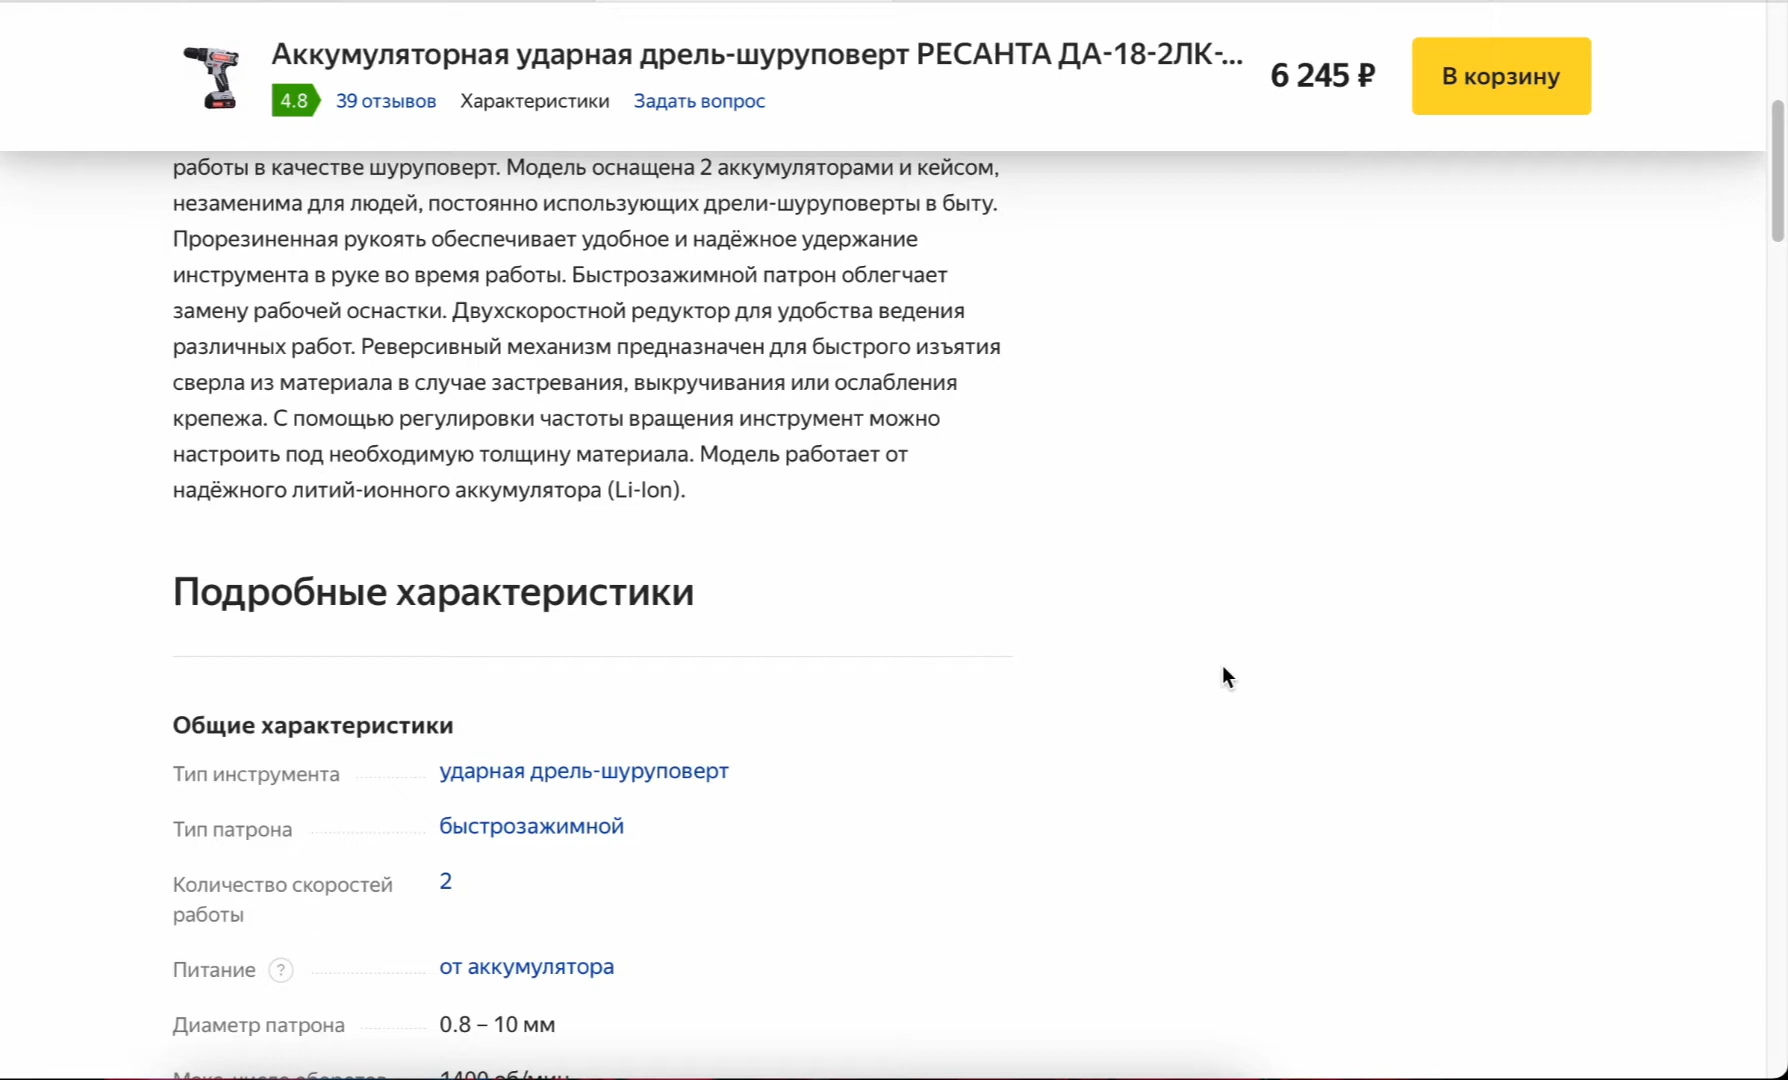 Аккумуляторная ударная дрель-шуруповерт РЕСАНТА ДА-18-2ЛК-...
4.8 39 отзывов Характеристики Задать вопрос
6 245 ₽
В корзину
работы в качестве шуруповерт. Модель оснащена 2 аккумуляторами и кейсом,
незаменима для людей, постоянно использующих дрели-шуруповерты в быту.
Прорезиненная рукоять обеспечивает удобное и надёжное удержание
инструмента в руке во время работы. Быстрозажимной патрон облегчает
замену рабочей оснастки. Двухскоростной редуктор для удобства ведения
различных работ. Реверсивный механизм предназначен для быстрого изъятия
сверла из материала в случае застревания, выкручивания или ослабления
крепежа. С помощью регулировки частоты вращения инструмент можно
настроить под необходимую толщину материала. Модель работает от
надёжного литий-ионного аккумулятора (Li-Ion).
Подробные характеристики
Общие характеристики
Тип инструмента ударная дрель-шуруповерт
Тип патрона быстрозажимной
Количество скоростей 2
работы
Питание ? от аккумулятора
Диаметр патрона 0.8 – 10 мм
Макс. число оборотов 1400 об/мин